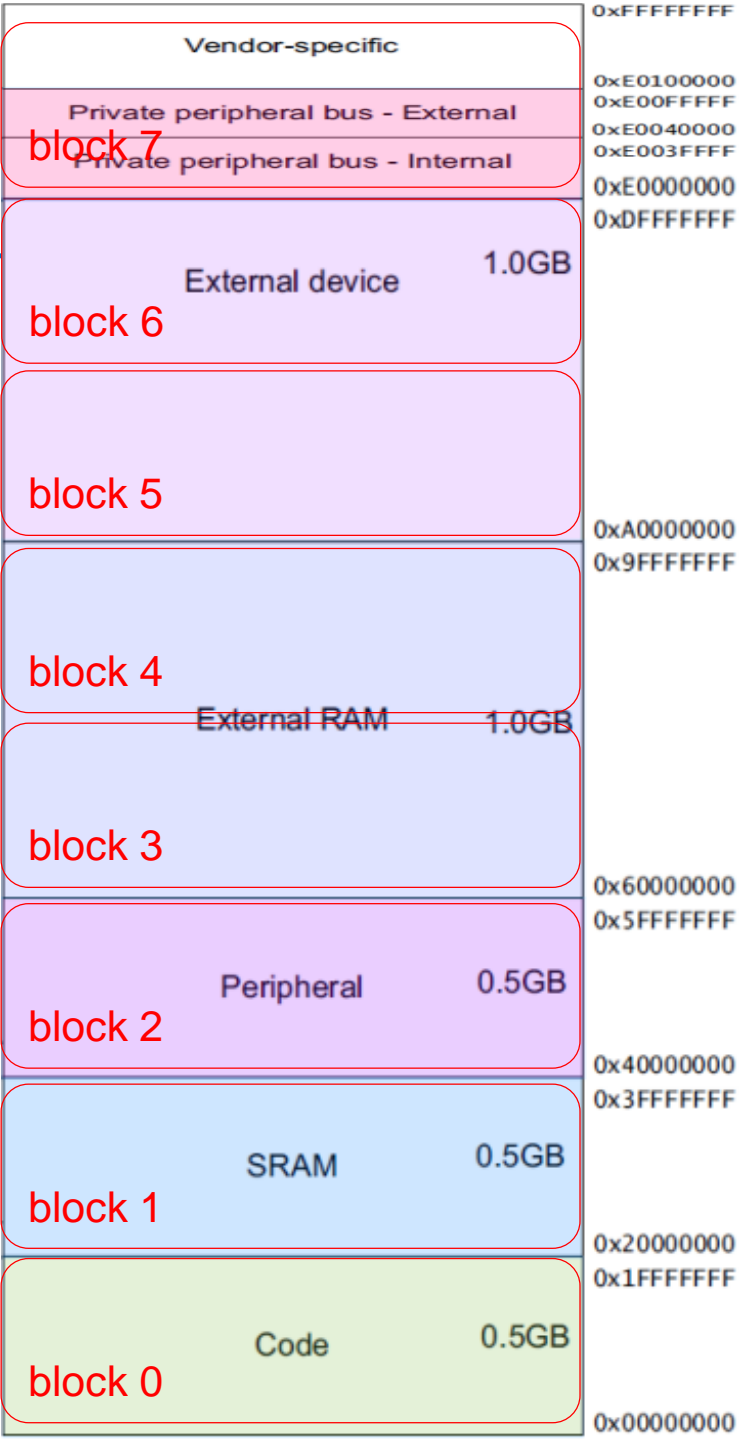 0xFFFFFFFF
Vendor-specific
0xE0100000
0xE00FFFFF
Private peripheral bus - External
0xE0040000
block 7
0xE003FFFF
Private peripheral bus - Internal
0xE0000000
0xDFFFFFFF
1.0GB
External device
block 6
block 5
0xA0000000
0x9FFFFFFF
block 4
External RAM
1.0GB
block 3
0x60000000
0x5FFFFFFF
Peripheral
0.5GB
block 2
0x40000000
0x3FFFFFFF
SRAM
0.5GB
block 1
0x20000000
0x1FFFFFFF
Code
0.5GB
block 0
0x00000000